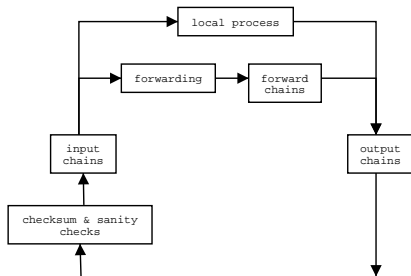 local process
forwarding
forward
chains
input
chains
output
chains
checksum & sanity
checks